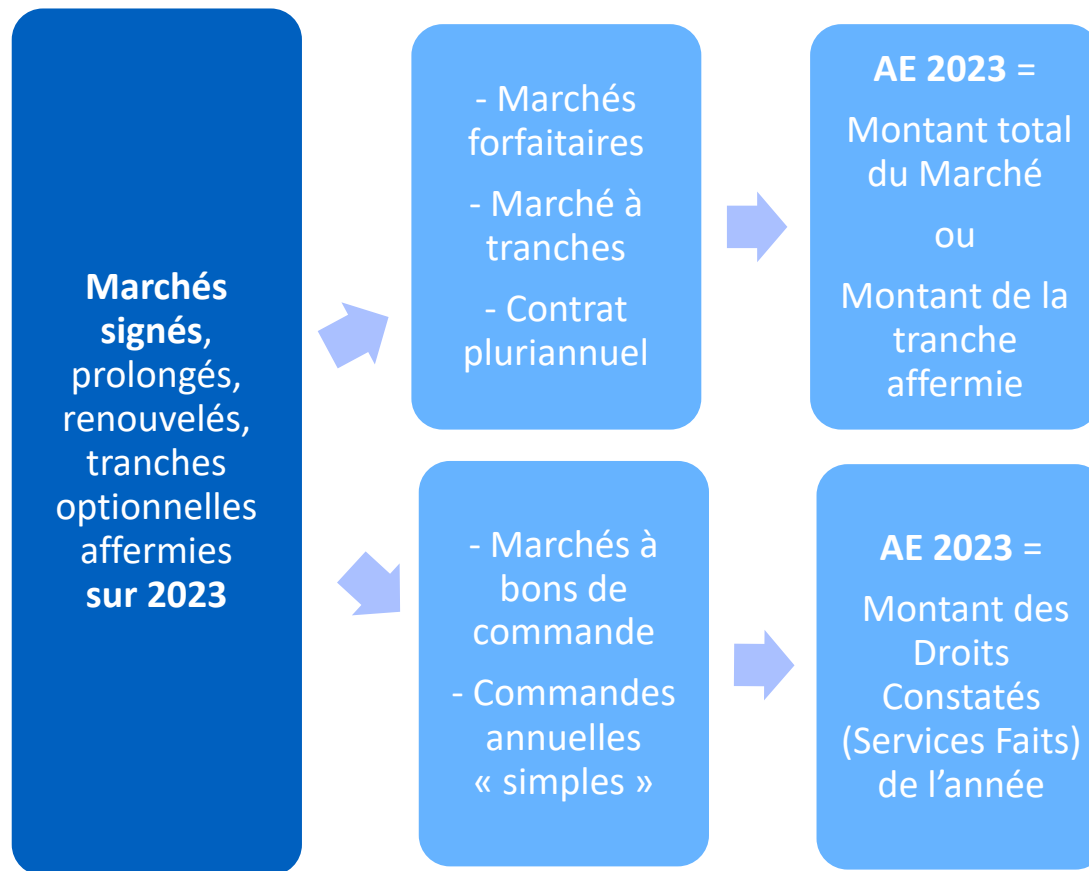 Marchés
signés,
prolongés,
renouvelés,
tranches
optionnelles
affermies
sur 2023
- Marchés
forfaitaires
- Marché à
tranches
- Contrat
pluriannuel
AE 2023 =
Montant total
du Marché
ou
Montant de la
tranche
affermie
- Marchés à
bons de
commande
- Commandes
annuelles
« simples »
AE 2023 =
Montant des
Droits
Constatés
(Services Faits)
de l’année